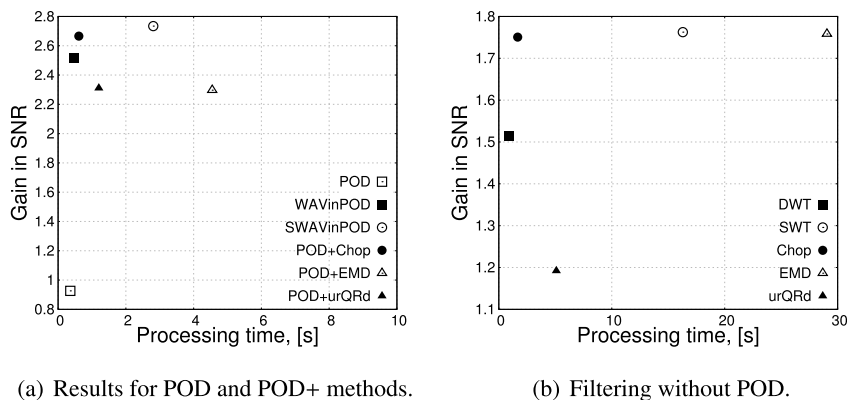 2.8
2.6
2.4
2.2
2
1.8
1.6
1.4
1.2
1
0.8
Gain in SNR
POD
WAVinPOD
SWAVinPOD
POD+Chop
POD+EMD
POD+urQRd
0 2 4 6 8 10
Processing time, [s]
(a) Results for POD and POD+ methods.
1.8
1.7
1.6
1.5
1.4
1.3
1.2
1.1
Gain in SNR
DWT
SWT
Chop
EMD
urQRd
0 10 20 30
Processing time, [s]
(b) Filtering without POD.